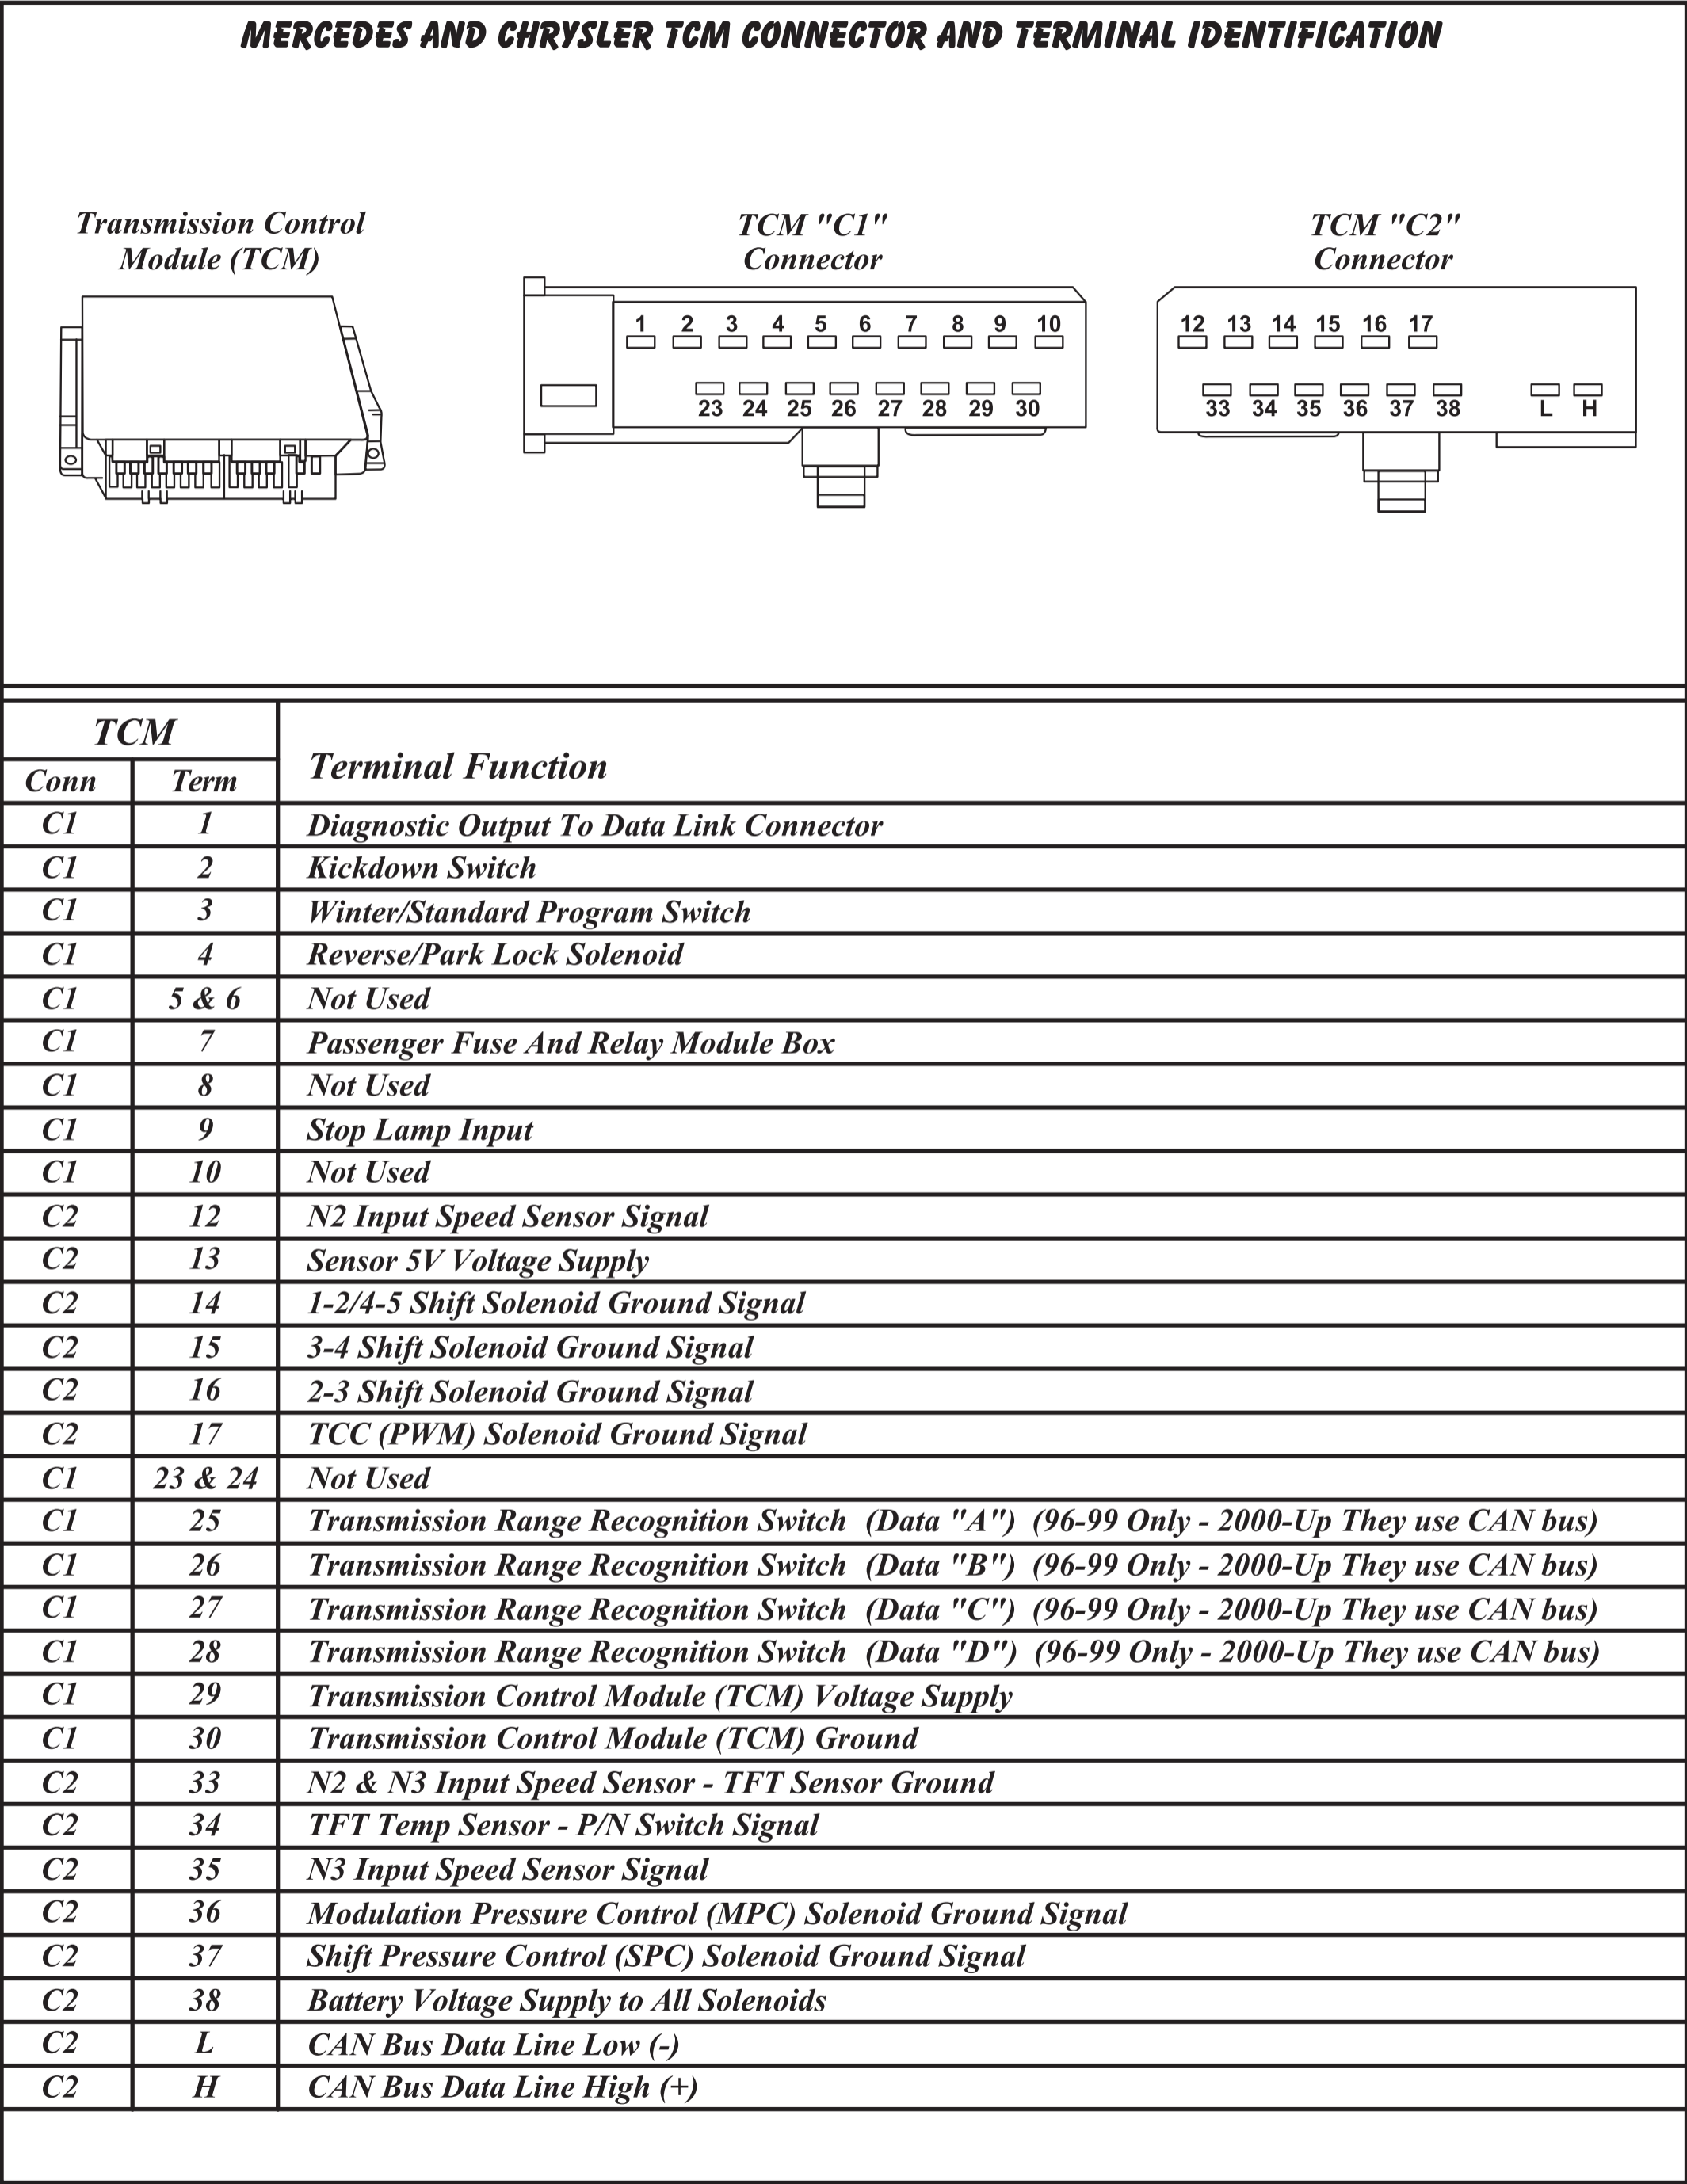 MERCEDES AND CHRYSLER TCM CONNECTOR AND TERMINAL IDENTIFICATION
Transmission Control
Module (TCM)
TCM "C1"
Connector
TCM "C2"
Connector
1 2 3 4 5 6 7 8 9 10
23 24 25 26 27 28 29 30
12 13 14 15 16 17
33 34 35 36 37 38 L H
TCM
Terminal Function
Conn Term
C1 1 Diagnostic Output To Data Link Connector
C1 2 Kickdown Switch
C1 3 Winter/Standard Program Switch
C1 4 Reverse/Park Lock Solenoid
C1 5 & 6 Not Used
C1 7 Passenger Fuse And Relay Module Box
C1 8 Not Used
C1 9 Stop Lamp Input
C1 10 Not Used
C2 12 N2 Input Speed Sensor Signal
C2 13 Sensor 5V Voltage Supply
C2 14 1-2/4-5 Shift Solenoid Ground Signal
C2 15 3-4 Shift Solenoid Ground Signal
C2 16 2-3 Shift Solenoid Ground Signal
C2 17 TCC (PWM) Solenoid Ground Signal
C1 23 & 24 Not Used
C1 25 Transmission Range Recognition Switch (Data "A") (96-99 Only - 2000-Up They use CAN bus)
C1 26 Transmission Range Recognition Switch (Data "B") (96-99 Only - 2000-Up They use CAN bus)
C1 27 Transmission Range Recognition Switch (Data "C") (96-99 Only - 2000-Up They use CAN bus)
C1 28 Transmission Range Recognition Switch (Data "D") (96-99 Only - 2000-Up They use CAN bus)
C1 29 Transmission Control Module (TCM) Voltage Supply
C1 30 Transmission Control Module (TCM) Ground
C2 33 N2 & N3 Input Speed Sensor - TFT Sensor Ground
C2 34 TFT Temp Sensor - P/N Switch Signal
C2 35 N3 Input Speed Sensor Signal
C2 36 Modulation Pressure Control (MPC) Solenoid Ground Signal
C2 37 Shift Pressure Control (SPC) Solenoid Ground Signal
C2 38 Battery Voltage Supply to All Solenoids
C2 L CAN Bus Data Line Low (-)
C2 H CAN Bus Data Line High (+)